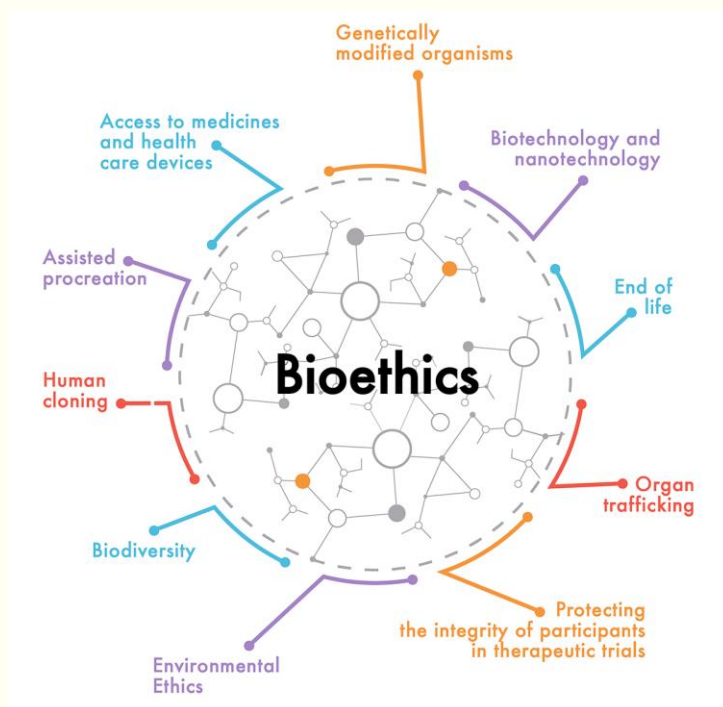 Genetically
modified organisms
Access to medicines
and health
care devices
Biotechnology and
nanotechnology
Assisted
procreation
End of
life
Bioethics
Human
cloning
Organ
trafficking
Biodiversity
Protecting
the integrity of participants
in therapeutic trials
Environmental
Ethics